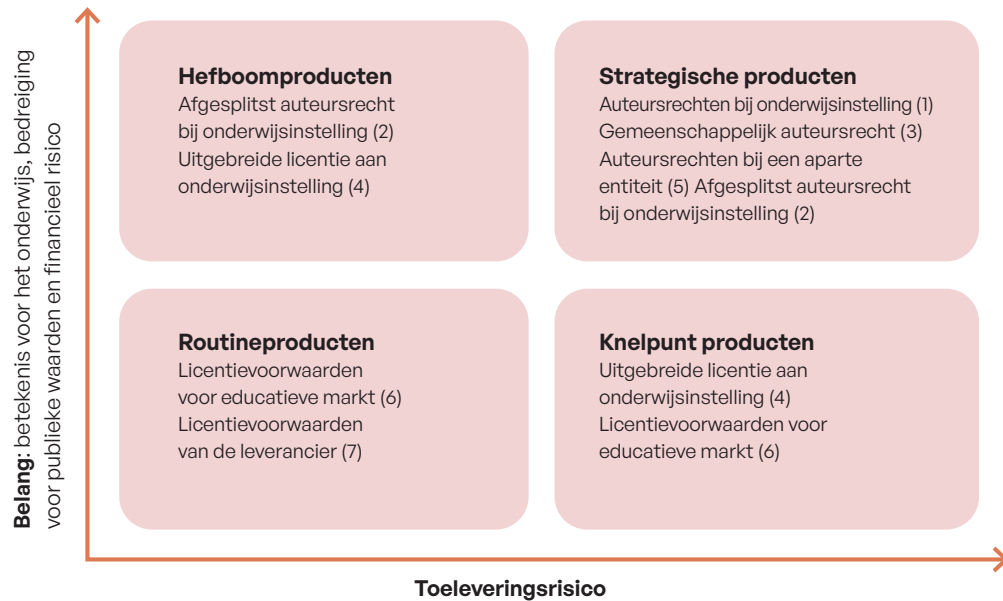 Belang: betekenis voor het onderwijs, bedreiging
voor publieke waarden en financieel risico
Hefboomproducten
Afgesplitst auteursrecht
bij onderwijsinstelling (2)
Uitgebreide licentie aan
onderwijsinstelling (4)
Strategische producten
Auteursrechten bij onderwijsinstelling (1)
Gemeenschappelijk auteursrecht (3)
Auteursrechten bij een aparte
entiteit (5) Afgesplitst auteursrecht
bij onderwijsinstelling (2)
Routineproducten
Licentievoorwaarden
voor educatieve markt (6)
Licentievoorwaarden
van de leverancier (7)
Knelpunt producten
Uitgebreide licentie aan
onderwijsinstelling (4)
Licentievoorwaarden voor
educatieve markt (6)
Toeleveringsrisico